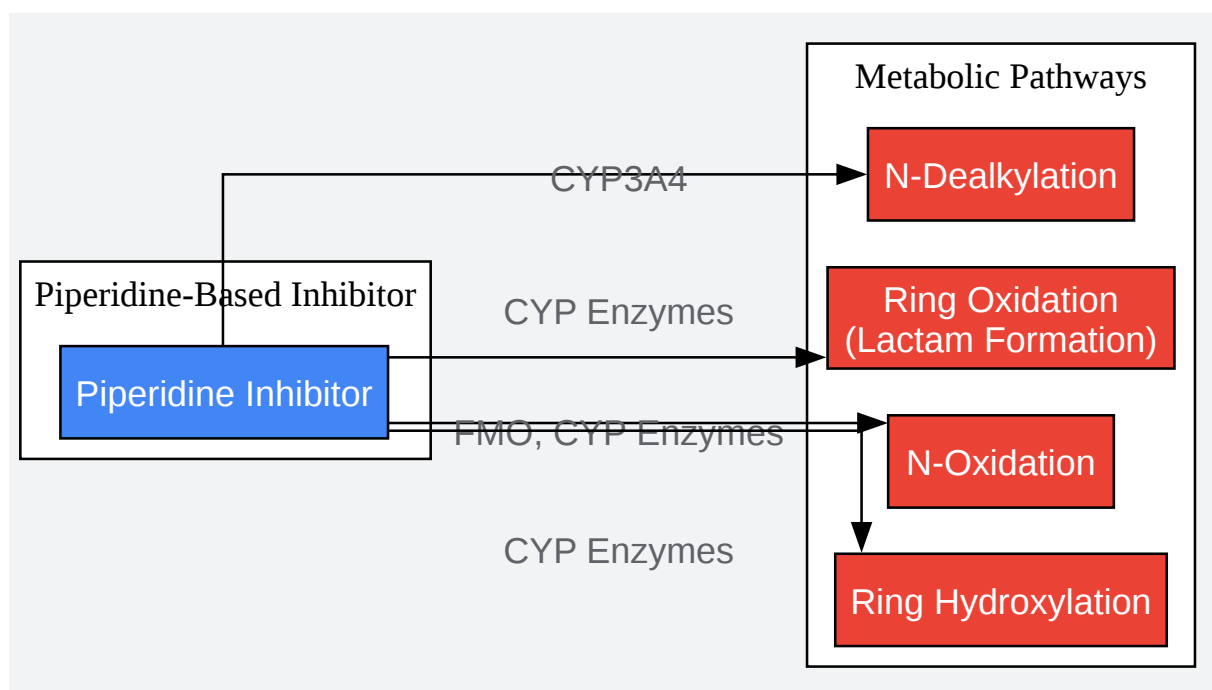 Metabolic Pathways
CYP3A4
N-Dealkylation
Piperidine-Based Inhibitor
CYP Enzymes
Ring Oxidation
(Lactam Formation)
Piperidine Inhibitor
FMO, CYP Enzymes
N-Oxidation
CYP Enzymes
Ring Hydroxylation